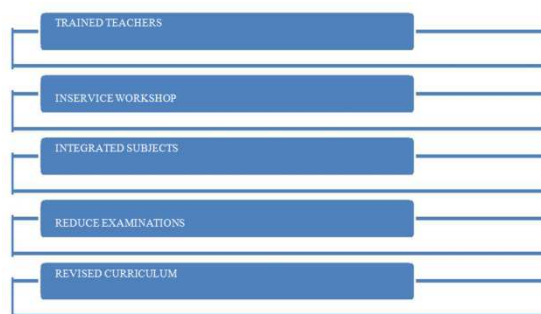 TRAINED TEACHERS
INSERVICE WORKSHOP
INTEGRATED SUBJECTS
REDUCE EXAMINATIONS
REVISED CURRICULUM